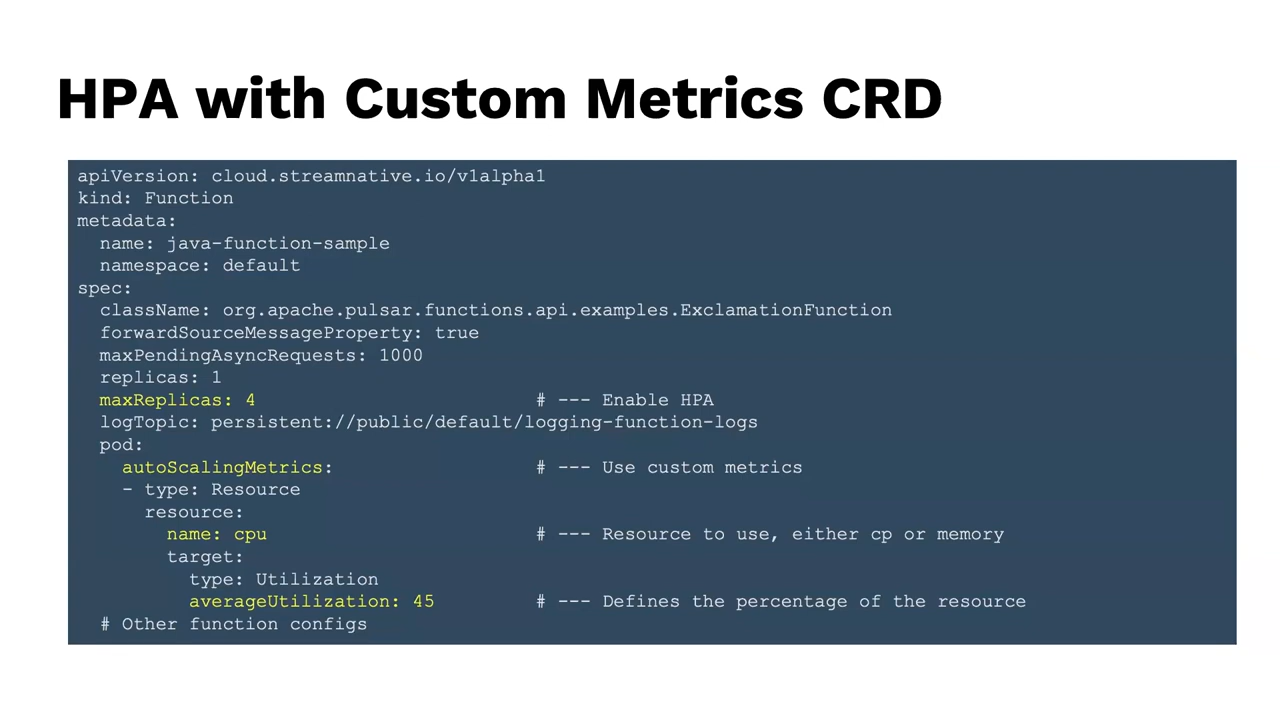 HPA with Custom Metrics CRD
apiVersion: cloud.streamnative.io/v1alpha1
kind: Function
metadata:
  name: java-function-sample
  namespace: default
spec:
  className: org.apache.pulsar.functions.api.examples.ExclamationFunction
  forwardSourceMessageProperty: true
  maxPendingAsyncRequests: 1000
  replicas: 1
  maxReplicas: 4                         # --- Enable HPA
  logTopic: persistent://public/default/logging-function-logs
  pod:
    autoScalingMetrics:                  # --- Use custom metrics
    - type: Resource
      resource:
        name: cpu                        # --- Resource to use, either cp or memory
        target:
          type: Utilization
          averageUtilization: 45         # --- Defines the percentage of the resource
  # Other function configs